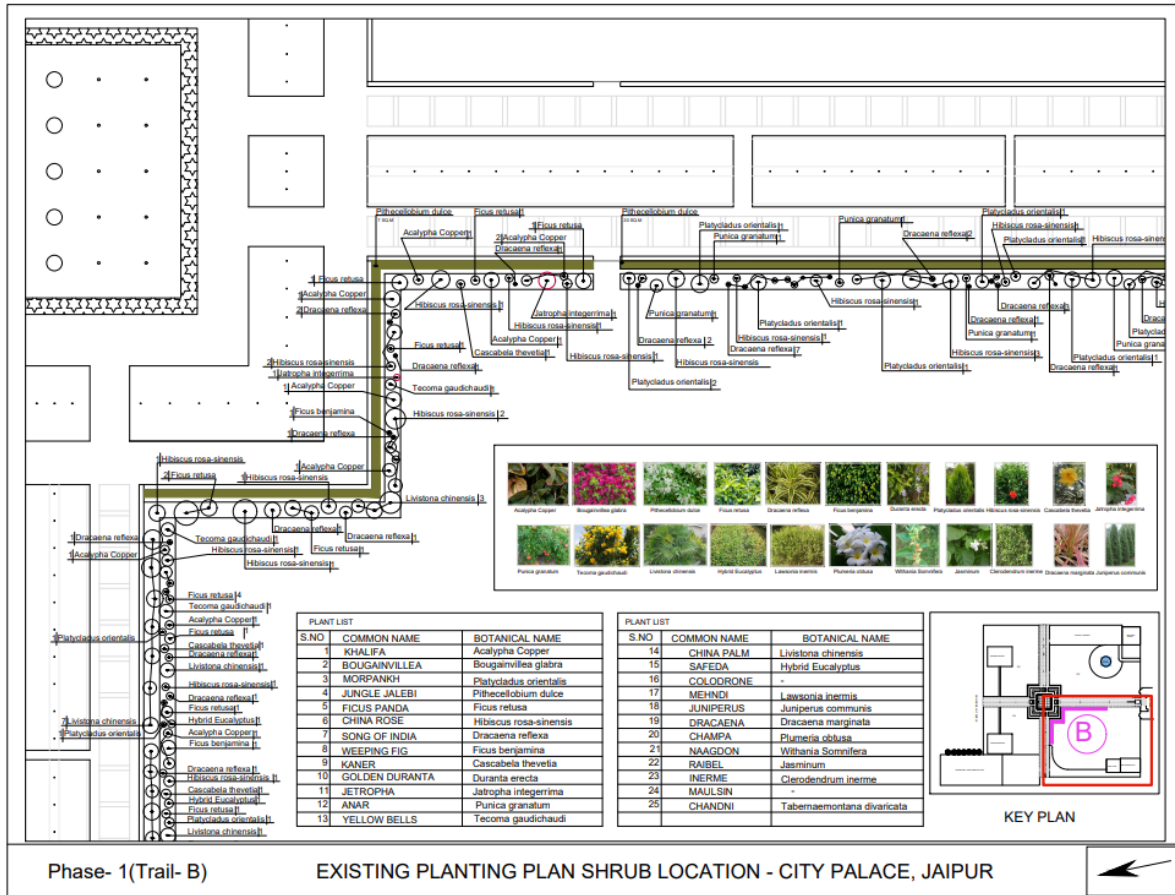 Pithecellobium dulce
7 SQ.M
Ficus retusa 1
Acalypha Copper 1
1 Ficus retusa
2 Acalypha Copper
Dracaena reflexa 1
Pithecellobium dulce
Platycladus orientalis 1
Punica granatum 1
Punica granatum 1
Dracaena reflexa 2
Platycladus orientalis 1
Hibiscus rosa-sinensis 1
Platycladus orientalis 1
1 Ficus retusa
1 Acalypha Copper
2 Dracaena reflexa
Hibiscus rosa-sinensis 1
Jatropha integerrima 1
Hibiscus rosa-sinensis 1
Acalypha Copper 1
Cascabela thevetia 1
Hibiscus rosa-sinensis 1
Punica granatum 1
Dracaena reflexa 2
Hibiscus rosa-sinensis
Platycladus orientalis 2
Platycladus orientalis 1
Hibiscus rosa-sinensis 1
Dracaena reflexa 7
Hibiscus rosa-sinensis 1
Platycladus orientalis 1
Dracaena reflexa 3
Dracaena reflexa 1
Punica granatum 1
Hibiscus rosa-sinensis 3
Platycladus orientalis 1
Dracaena reflexa 1
Ficus retusa 1
2 Hibiscus rosa-sinensis
1 Jatropha integerrima
1 Acalypha Copper
Dracaena reflexa 1
Tecoma gaudichaudi 1
1 Ficus benjamina
Hibiscus rosa-sinensis 2
1 Dracaena reflexa
1 Acalypha Copper
Livistona chinensis 3
1 Hibiscus rosa-sinensis
2 Ficus retusa
1 Hibiscus rosa-sinensis
Dracaena reflexa 1
Dracaena reflexa 1
Ficus retusa 1
1 Dracaena reflexa
1 Acalypha Copper
Tecoma gaudichaudi 1
Hibiscus rosa-sinensis 1
Hibiscus rosa-sinensis 1
Ficus retusa 4
Tecoma gaudichaudi 1
Acalypha Copper 1
Ficus retusa 1
1 Platycladus orientalis
Cascabela thevetia 1
Dracaena reflexa 1
Livistona chinensis 1
Hibiscus rosa-sinensis 1
Dracaena reflexa 1
Ficus retusa 1
7 Livistona chinensis
1 Platycladus orientalis
Hybrid Eucalyptus 1
Acalypha Copper 1
Ficus benjamina 1
Dracaena reflexa 1
Hibiscus rosa-sinensis 1
Cascabela thevetia 1
Hybrid Eucalyptus 1
Ficus retusa 1
Platycladus orientalis 1
Livistona chinensis 1
Acalypha Copper Bougainvillea glabra Pithecellobium dulce Ficus retusa Dracaena reflexa Ficus benjamina Duranta erecta Platycladus orientalis Hibiscus rosa-sinensis Cascabela thevetia Jatropha integerrima
Punica granatum Tecoma gaudichaudi Livistona chinensis Hybrid Eucalyptus Lawsonia inermis Plumeria obtusa Withania Somnifera Jasminum Clerodendrum inerme Dracaena marginata Juniperus communis
PLANT LIST
S.NO COMMON NAME BOTANICAL NAME
1 KHALIFA Acalypha Copper
2 BOUGAINVILLEA Bougainvillea glabra
3 MORPANKH Platycladus orientalis
4 JUNGLE JALEBI Pithecellobium dulce
5 FICUS PANDA Ficus retusa
6 CHINA ROSE Hibiscus rosa-sinensis
7 SONG OF INDIA Dracaena reflexa
8 WEEPING FIG Ficus benjamina
9 KANER Cascabela thevetia
10 GOLDEN DURANTA Duranta erecta
11 JETROPHA Jatropha integerrima
12 ANAR Punica granatum
13 YELLOW BELLS Tecoma gaudichaudi
PLANT LIST
S.NO COMMON NAME BOTANICAL NAME
14 CHINA PALM Livistona chinensis
15 SAFEDA Hybrid Eucalyptus
16 COLODRONE -
17 MEHNDI Lawsonia inermis
18 JUNIPERUS Juniperus communis
19 DRACAENA Dracaena marginata
20 CHAMPA Plumeria obtusa
21 NAAGDON Withania Somnifera
22 RAIBEL Jasminum
23 INERME Clerodendrum inerme
24 MAULSIN -
25 CHANDNI Tabernaemontana divaricata
B
KEY PLAN
Phase- 1(Trail- B)
EXISTING PLANTING PLAN SHRUB LOCATION - CITY PALACE, JAIPUR